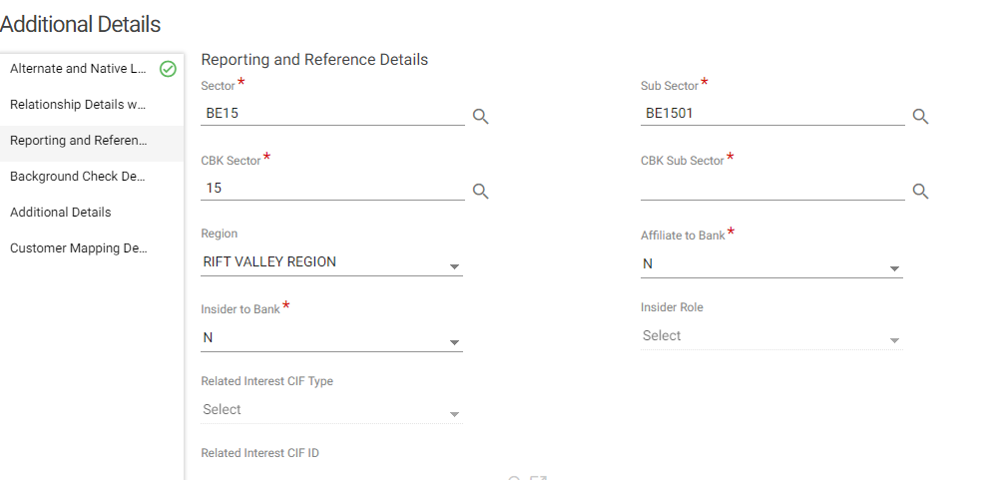 Additional Details
Alternate and Native L...
Relationship Details w...
Reporting and Referen...
Background Check De...
Additional Details
Customer Mapping De...
Reporting and Reference Details
Sector*
Sub Sector*
BE15
BE1501
CBK Sector*
CBK Sub Sector*
15
Region
Affiliate to Bank*
RIFT VALLEY REGION
N
Insider to Bank*
Insider Role
N
Select
Related Interest CIF Type
Select
Related Interest CIF ID